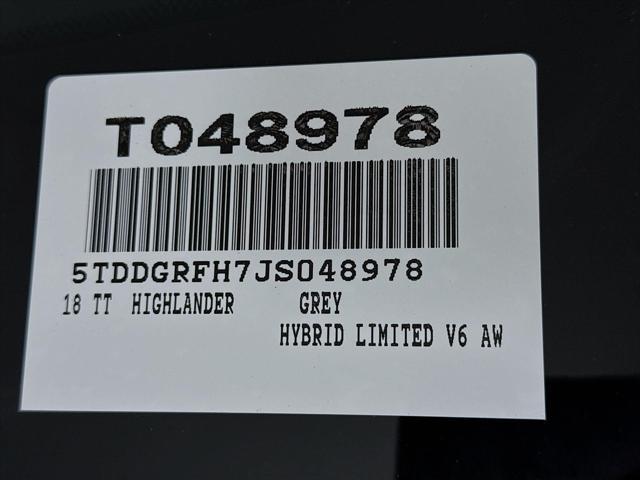 T048978
5TDDGRFH7JS048978
18 TT HIGHLANDER GREY
HYBRID LIMITED V6 AW